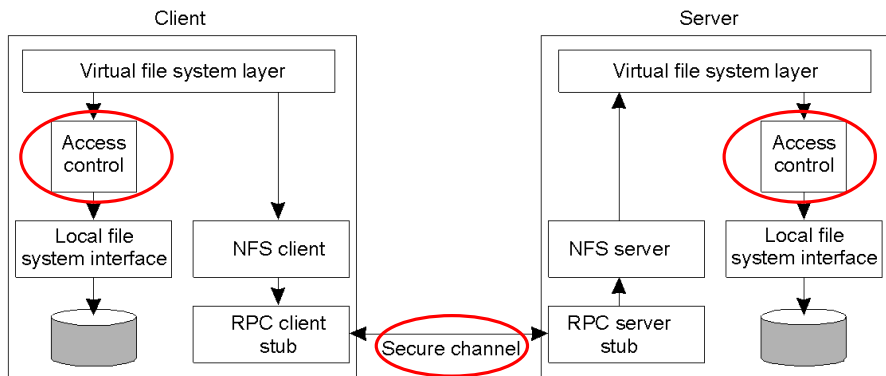 Client
Server
Virtual file system layer
Virtual file system layer
Access
control
Access
control
Local file
system interface
NFS client
NFS server
Local file
system interface
RPC client
stub
Secure channel
RPC server
stub